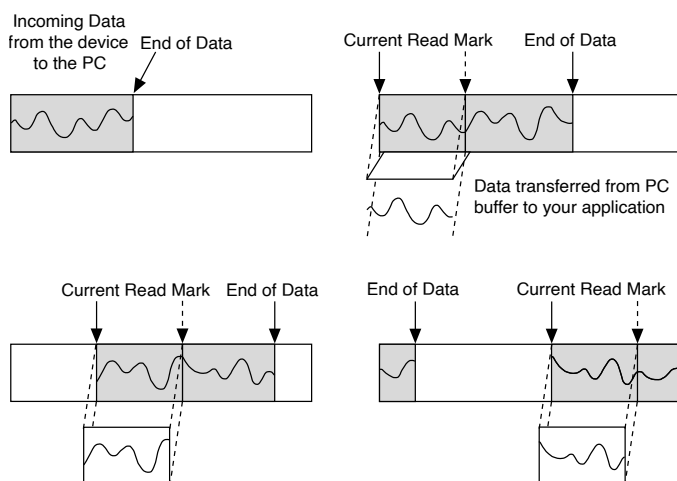 Incoming Data
from the device
to the PC
End of Data
Current Read Mark
End of Data
Data transferred from PC
buffer to your application
Current Read Mark
End of Data
End of Data
Current Read Mark